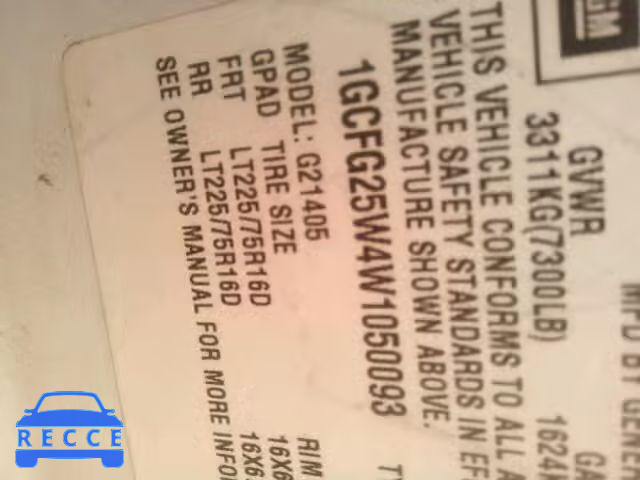 GM
MFD BY GENER
GVWR GA
3311KG(7300LB) 1624K
THIS VEHICLE CONFORMS TO ALL A
VEHICLE SAFETY STANDARDS IN EF
MANUFACTURE SHOWN ABOVE.
1GCFG25W4W1050093 TY
MODEL: G21405
GPAD TIRE SIZE RIM
FRT LT225/75R16D 16X6
RR LT225/75R16D 16X6
SEE OWNER'S MANUAL FOR MORE INFO
RECCE